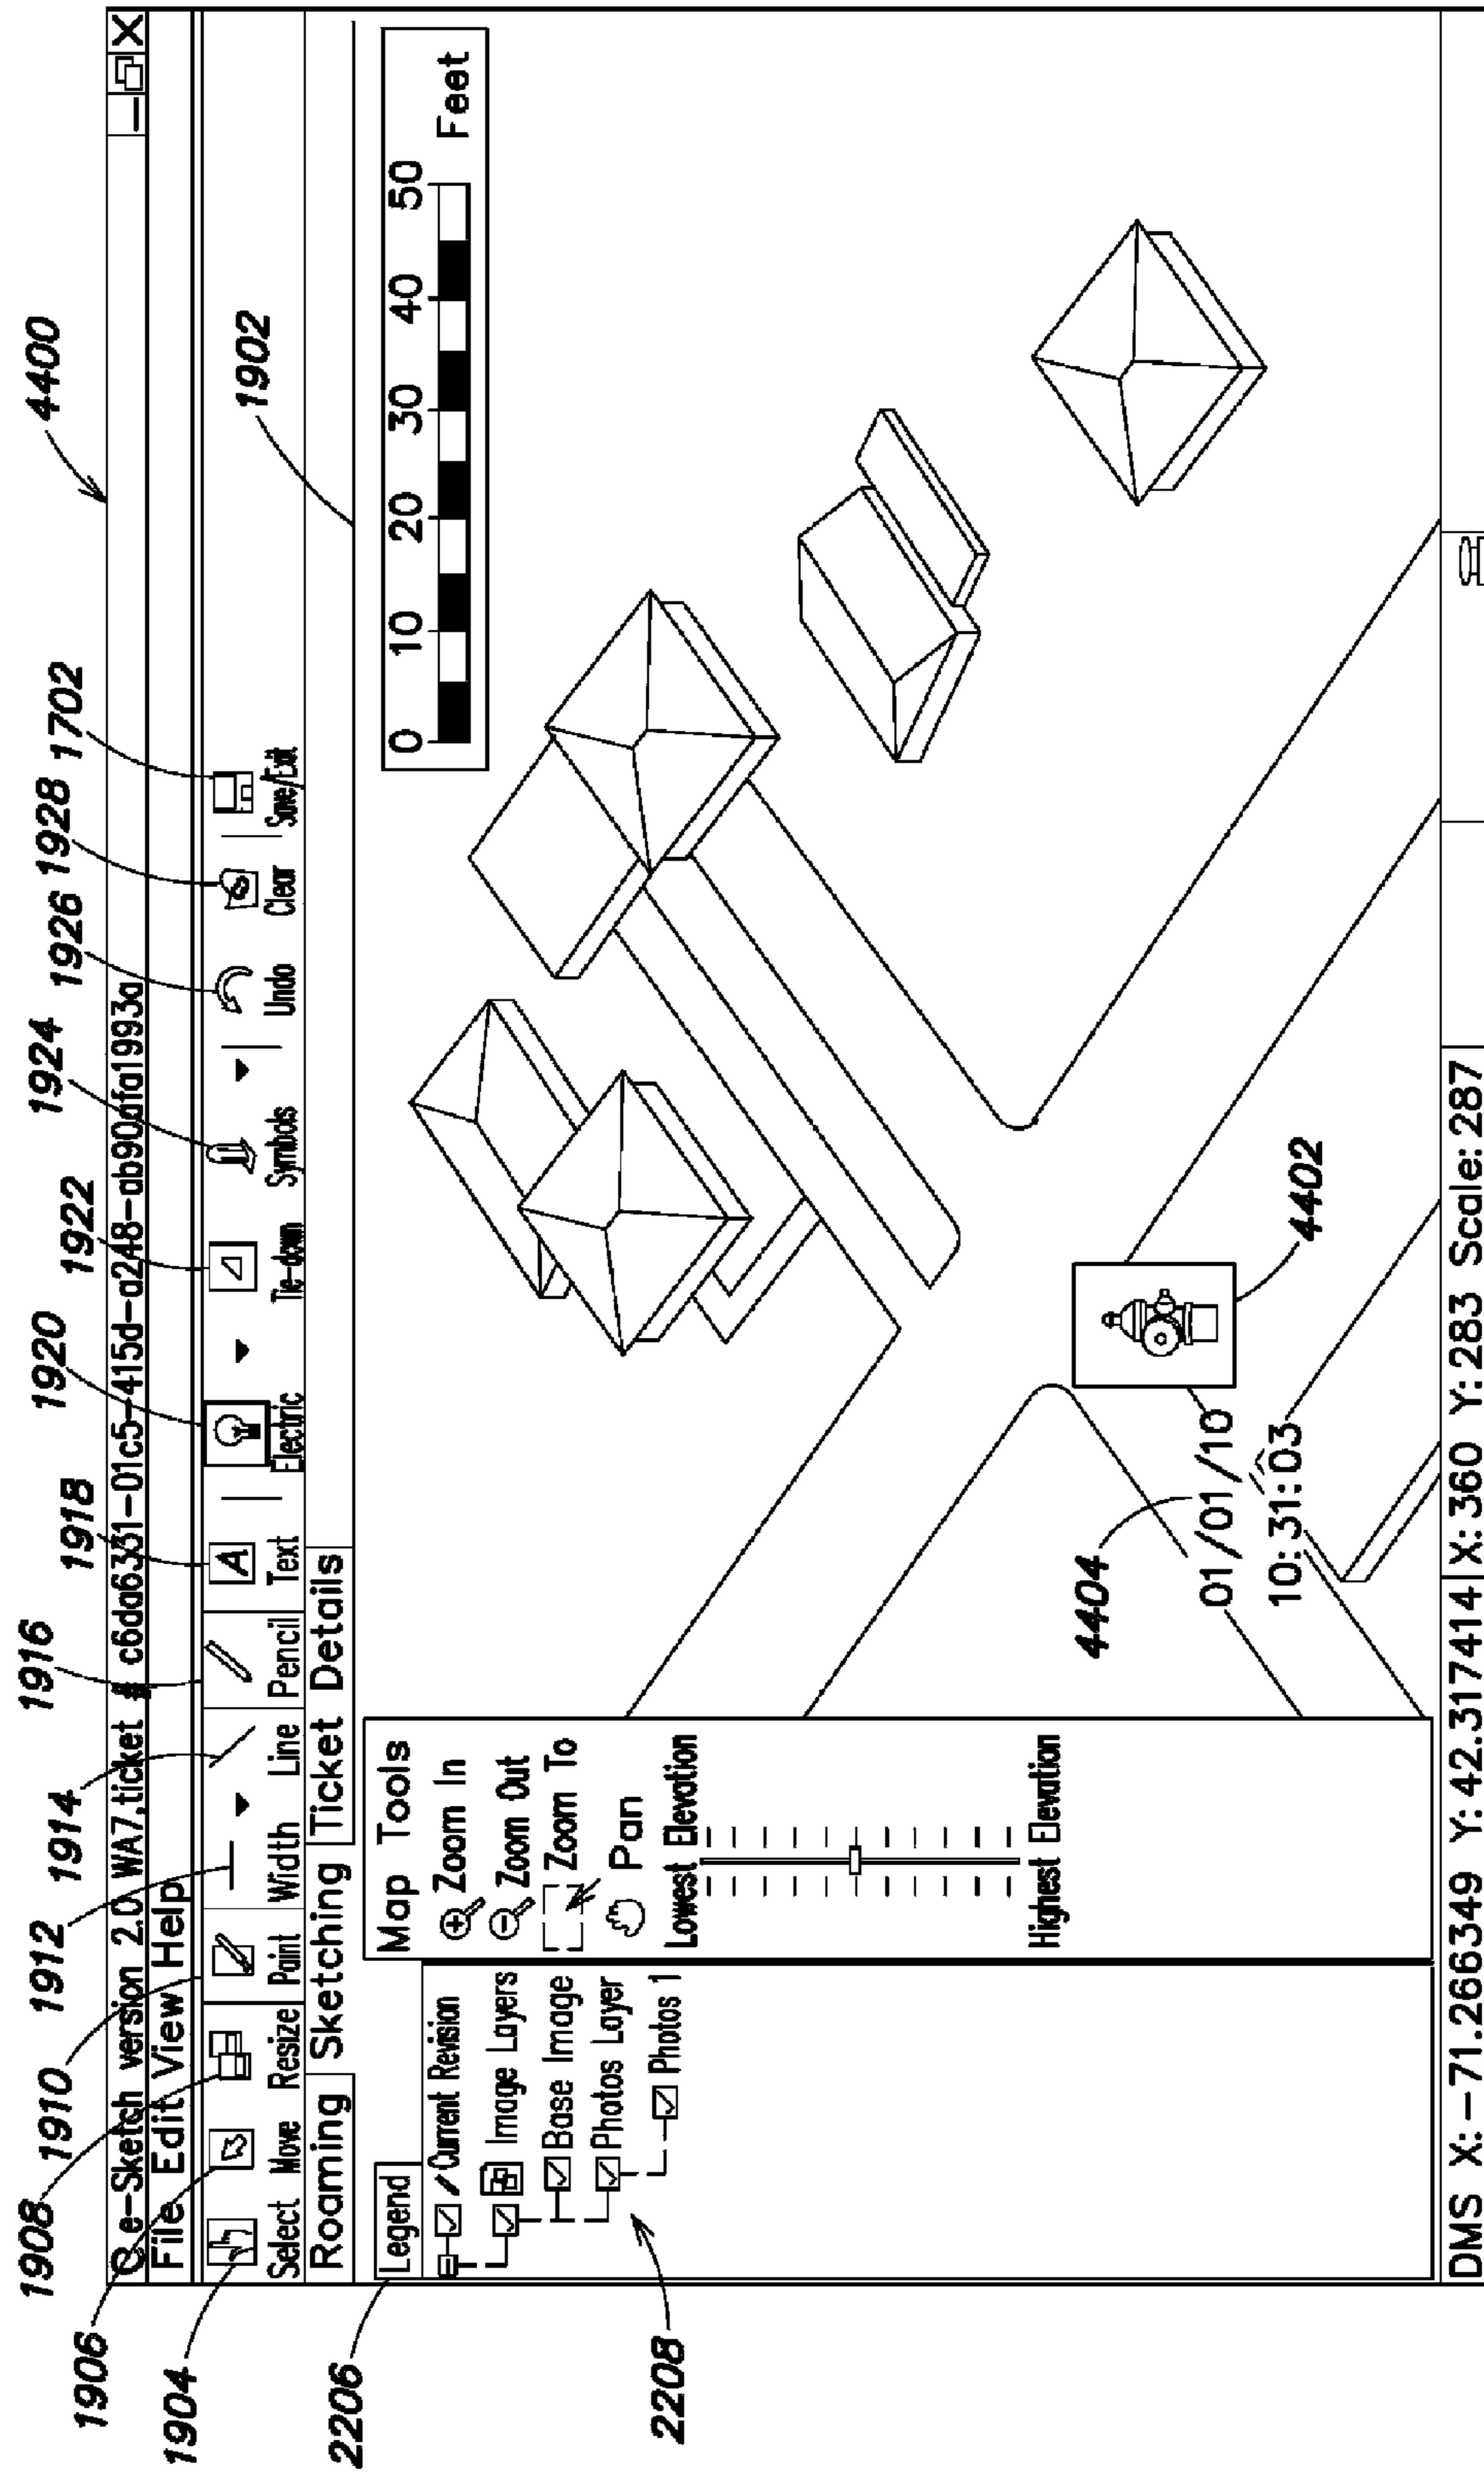 4400
1908 1910 1912 1914 1916 1918 1920 1922 1924 1926 1928 1702
1906
1904
e-Sketch version 2.0 WA7,ticket # c6da6331-01c5-415d-a248-ab90afa1993a
File Edit View Help
Select Move Resize Paint Width Line Pencil Text Electric Tie-down Symbols Undo Clear Save/Exit
1902
Roaming Sketching Ticket Details
2206
Legend
Current Revision
Image Layers
Base Image
Photos Layer
Photos 1
2208
Map Tools
Zoom In
Zoom Out
Zoom To
Pan
Lowest Elevation
Highest Elevation
0 10 20 30 40 50
Feet
4404
01/01/10
10:31:03
4402
DMS X:-71.266349 Y:42.317414 X:360 Y:283 Scale:287